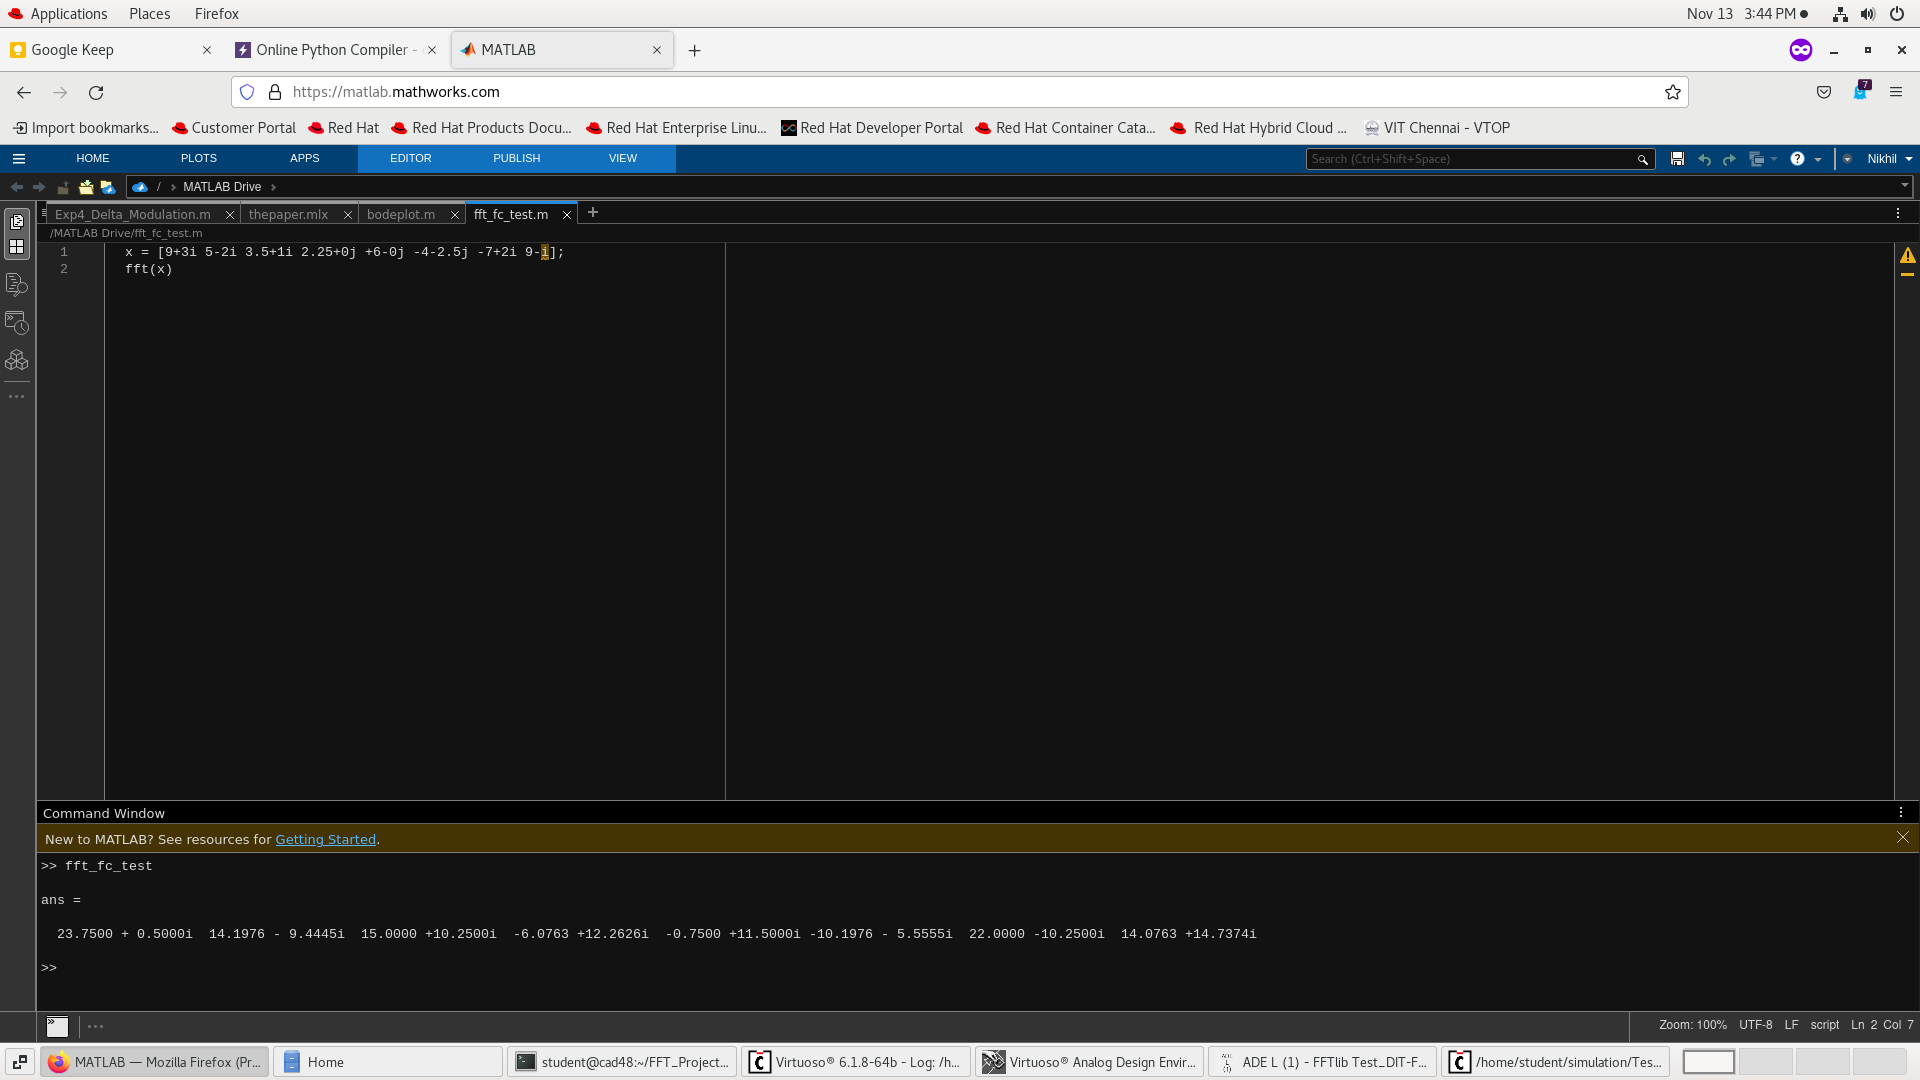 Applications Places Firefox Nov 13 3:44 PM
Google Keep Online Python Compiler - MATLAB
https://matlab.mathworks.com 7
Import bookmarks... Customer Portal Red Hat Red Hat Products Docu... Red Hat Enterprise Linu... Red Hat Developer Portal Red Hat Container Cata... Red Hat Hybrid Cloud ... VIT Chennai - VTOP
HOME PLOTS APPS EDITOR PUBLISH VIEW Search (Ctrl+Shift+Space) Nikhil
/ MATLAB Drive
Exp4_Delta_Modulation.m thepaper.mlx bodeplot.m fft_fc_test.m
/MATLAB Drive/fft_fc_test.m
1 x = [9+3i 5-2i 3.5+1i 2.25+0j +6-0j -4-2.5j -7+2i 9-i];
2 fft(x)
Command Window
New to MATLAB? See resources for Getting Started.
>> fft_fc_test
ans =
23.7500 + 0.5000i 14.1976 - 9.4445i 15.0000 +10.2500i -6.0763 +12.2626i -0.7500 +11.5000i -10.1976 - 5.5555i 22.0000 -10.2500i 14.0763 +14.7374i
>>
Zoom: 100% UTF-8 LF script Ln 2 Col 7
MATLAB — Mozilla Firefox (Pr... Home student@cad48:~/FFT_Project... Virtuoso® 6.1.8-64b - Log: /h... Virtuoso® Analog Design Envir... ADE L (1) - FFTlib Test_DIT-F... /home/student/simulation/Tes...